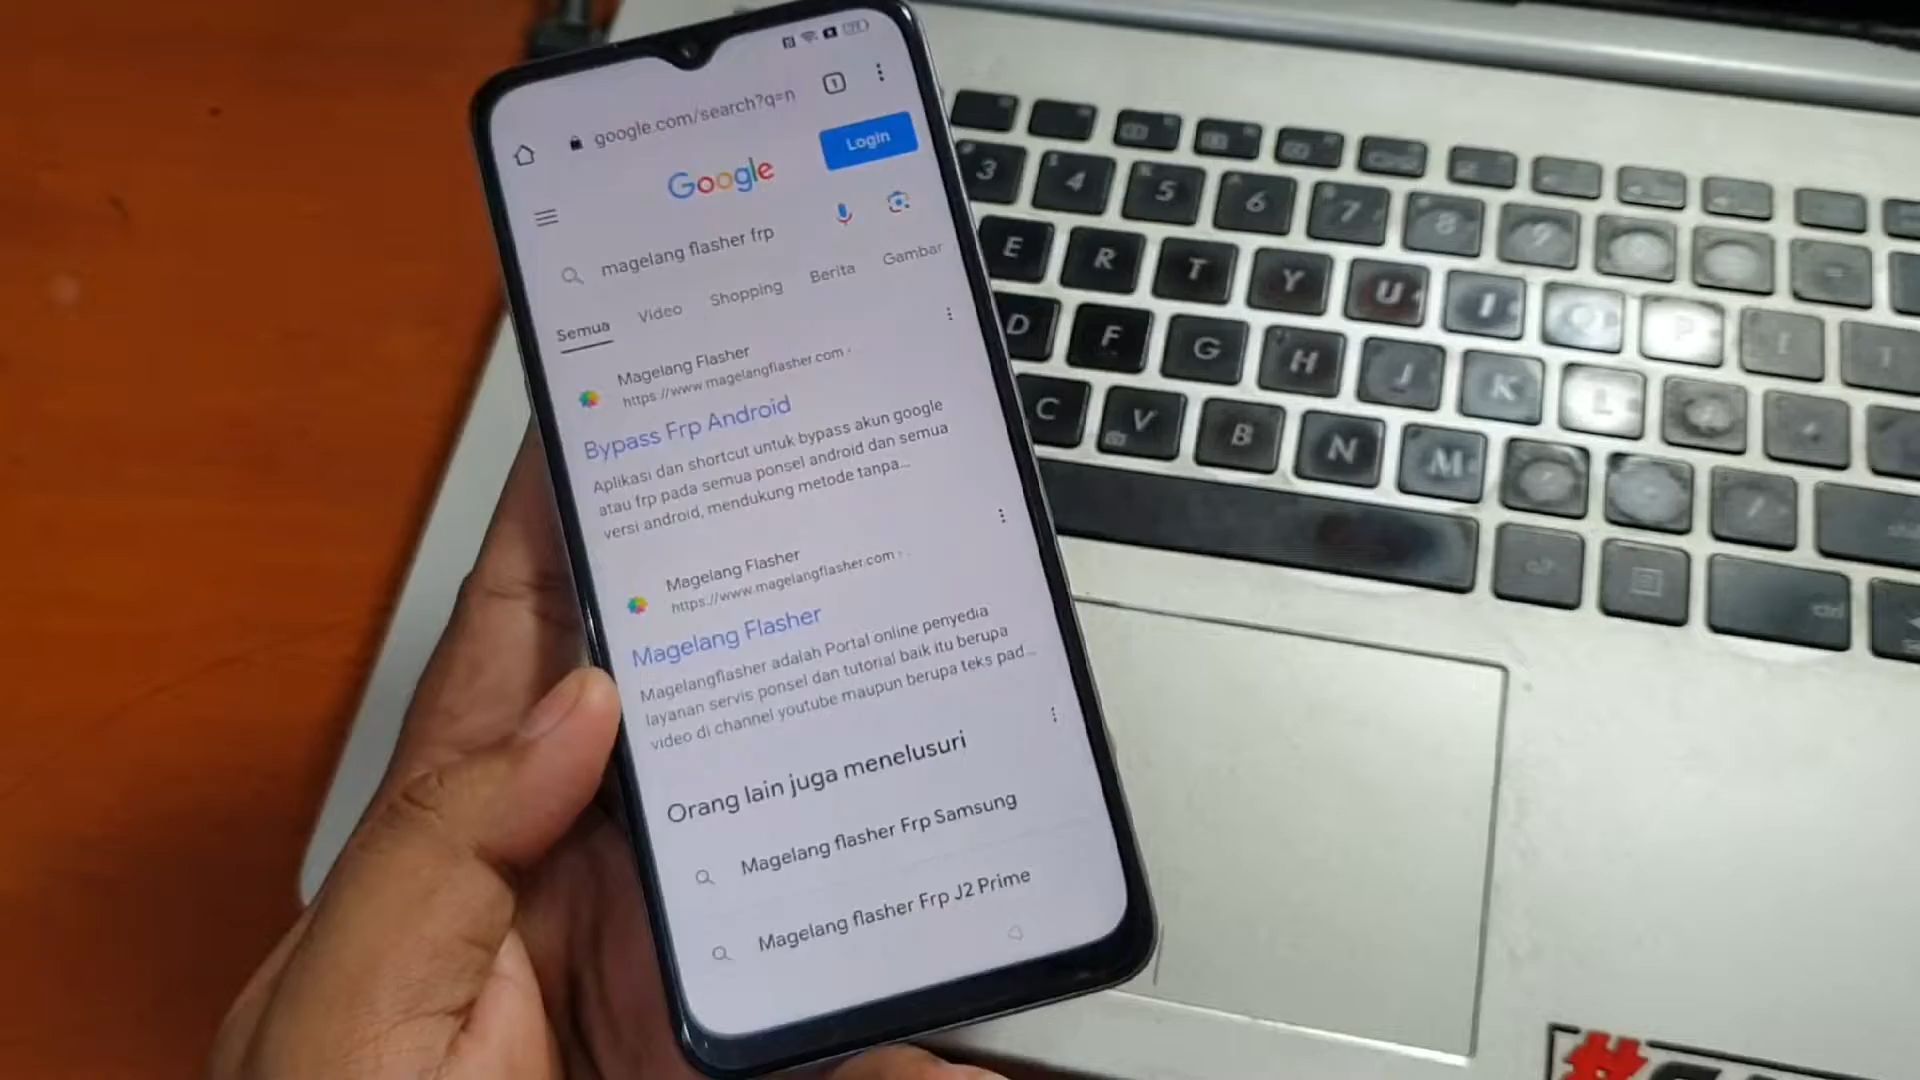 google.com/search?q=n
1
Login
Google
magelang flasher frp
Semua Video Shopping Berita Gambar
Magelang Flasher
https://www.magelangflasher.com
Bypass Frp Android
Aplikasi dan shortcut untuk bypass akun google
atau frp pada semua ponsel android dan semua
versi android, mendukung metode tanpa...
Magelang Flasher
https://www.magelangflasher.com
Magelang Flasher
Magelangflasher adalah Portal online penyedia
layanan servis ponsel dan tutorial baik itu berupa
video di channel youtube maupun berupa teks pad...
Orang lain juga menelusuri
Magelang flasher Frp Samsung
Magelang flasher Frp J2 Prime
3 4 5 6 7 8 9
E R T Y U I O P
D F G H J K L
C V B N M
ctrl